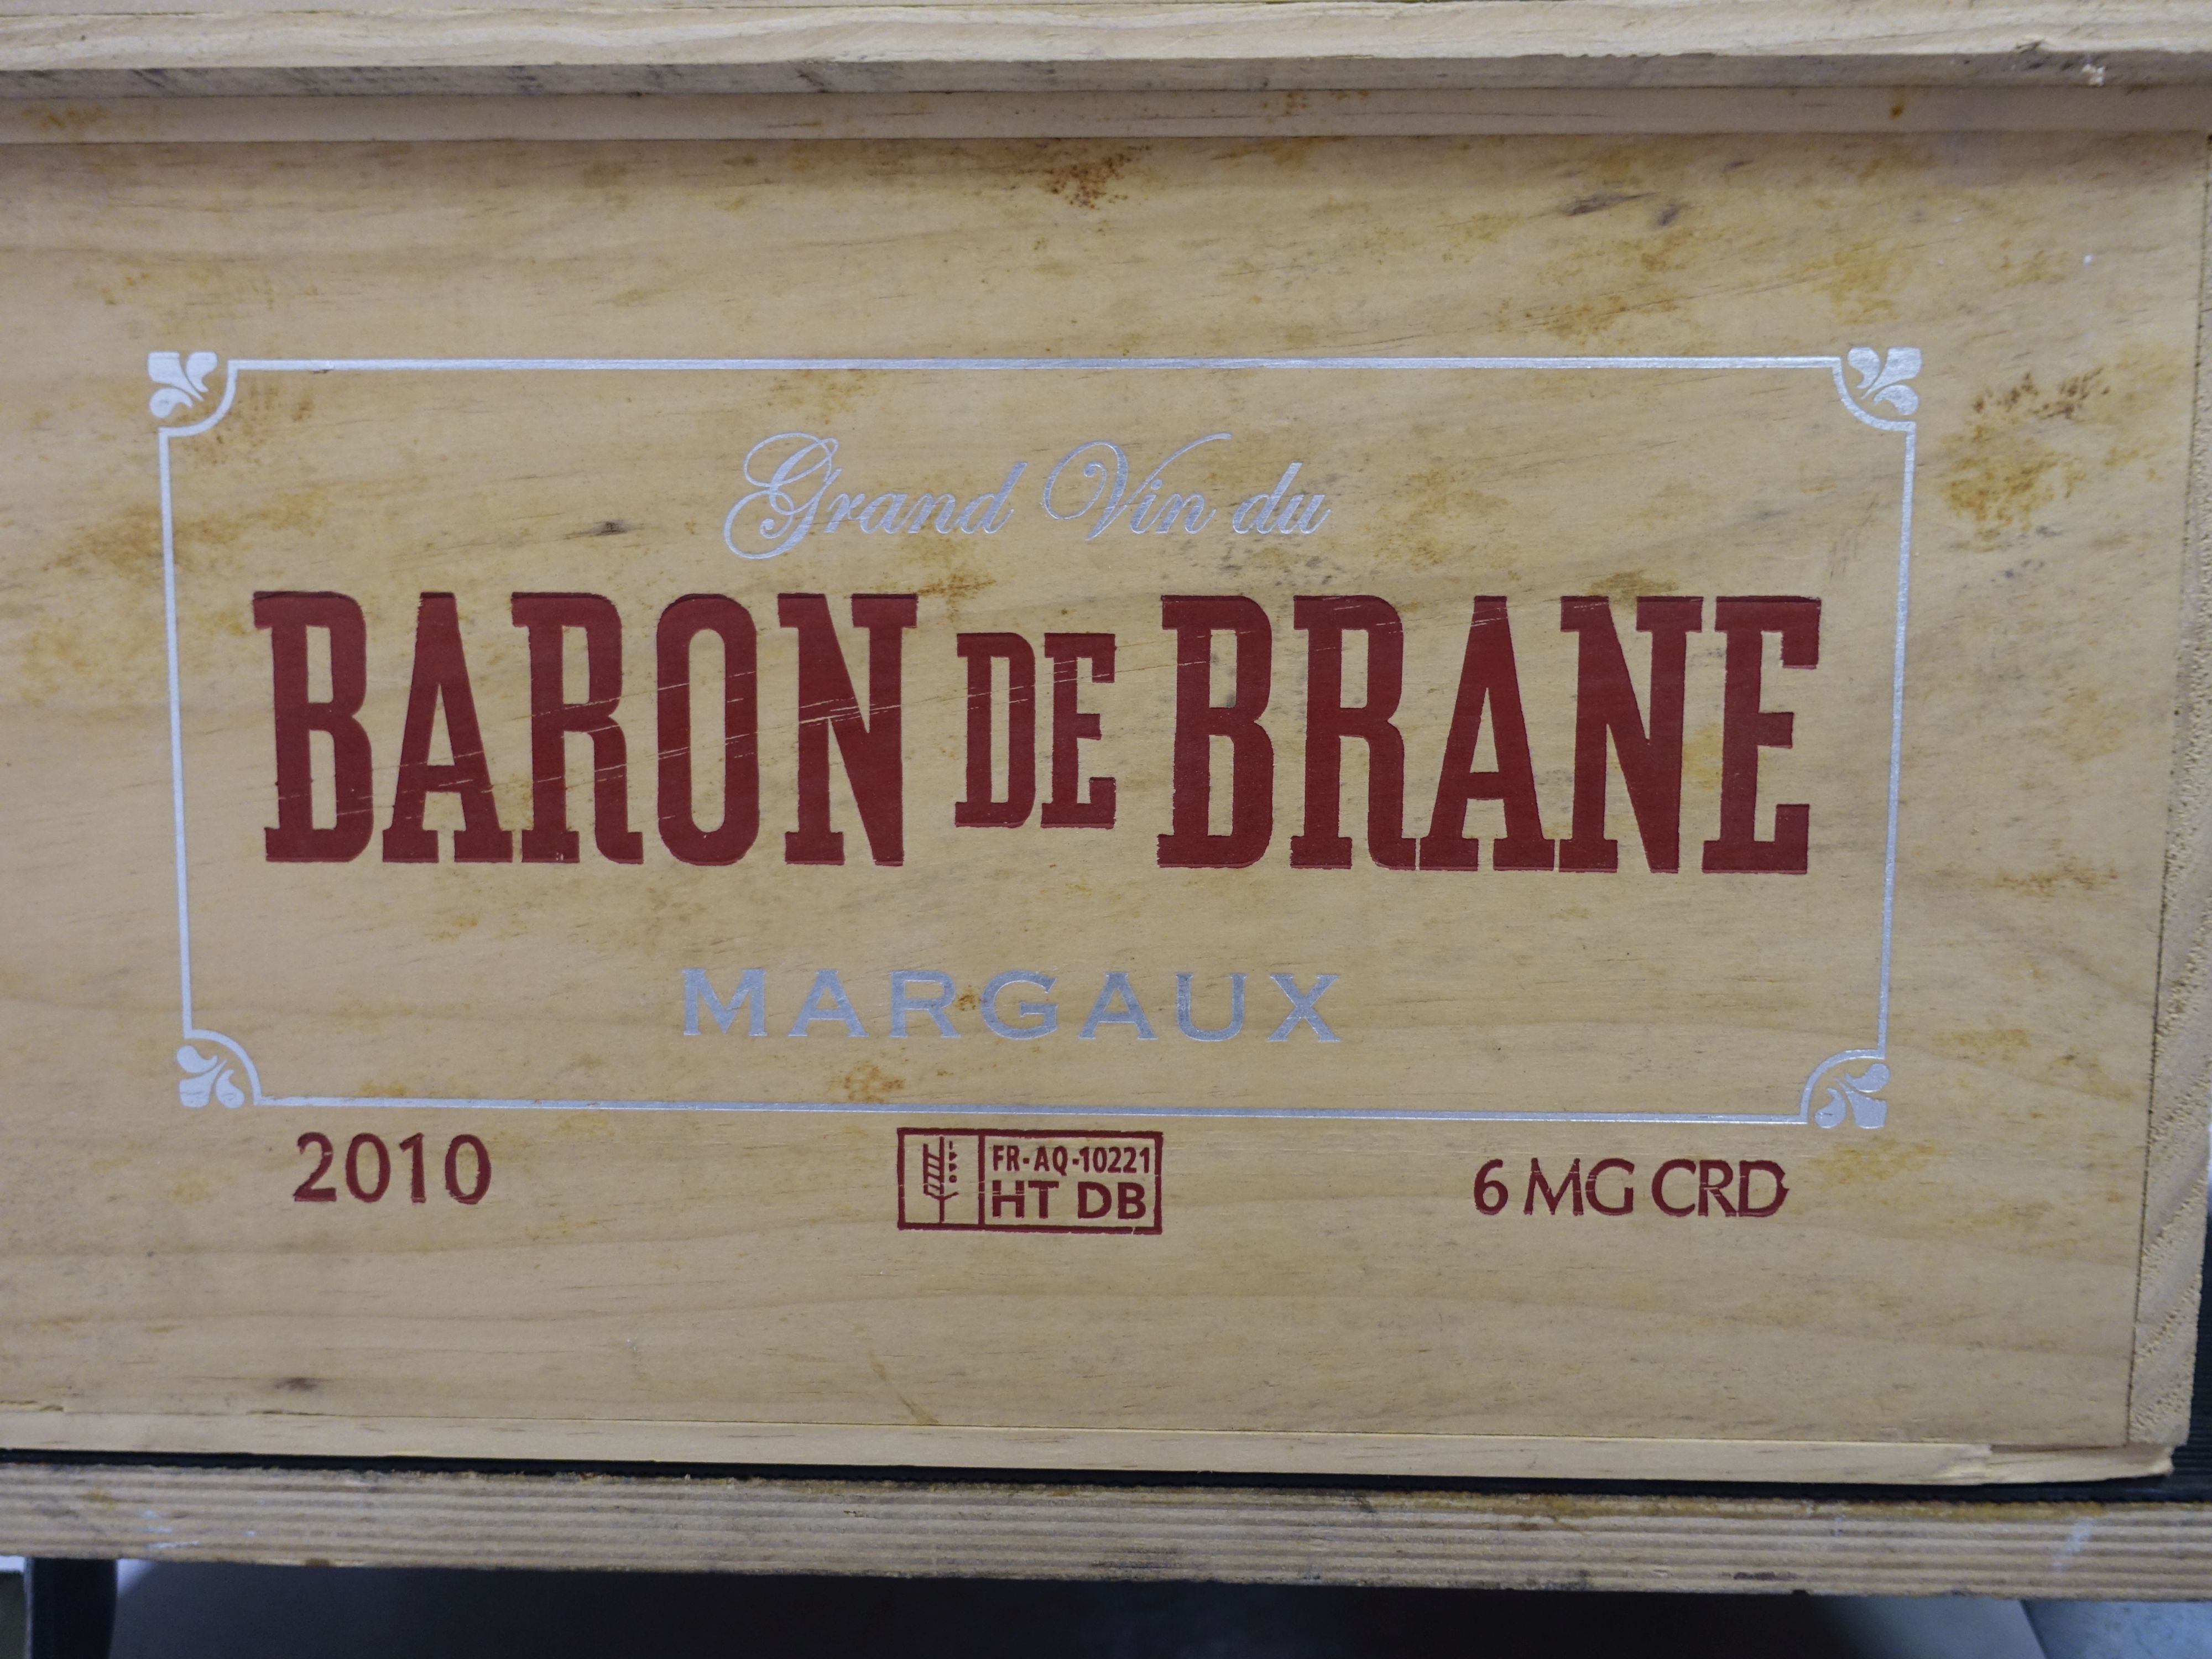 Grand Vin du
BARON DE BRANE
MARGAUX
2010
FR-AQ-10221
HT DB
6 MG CRD